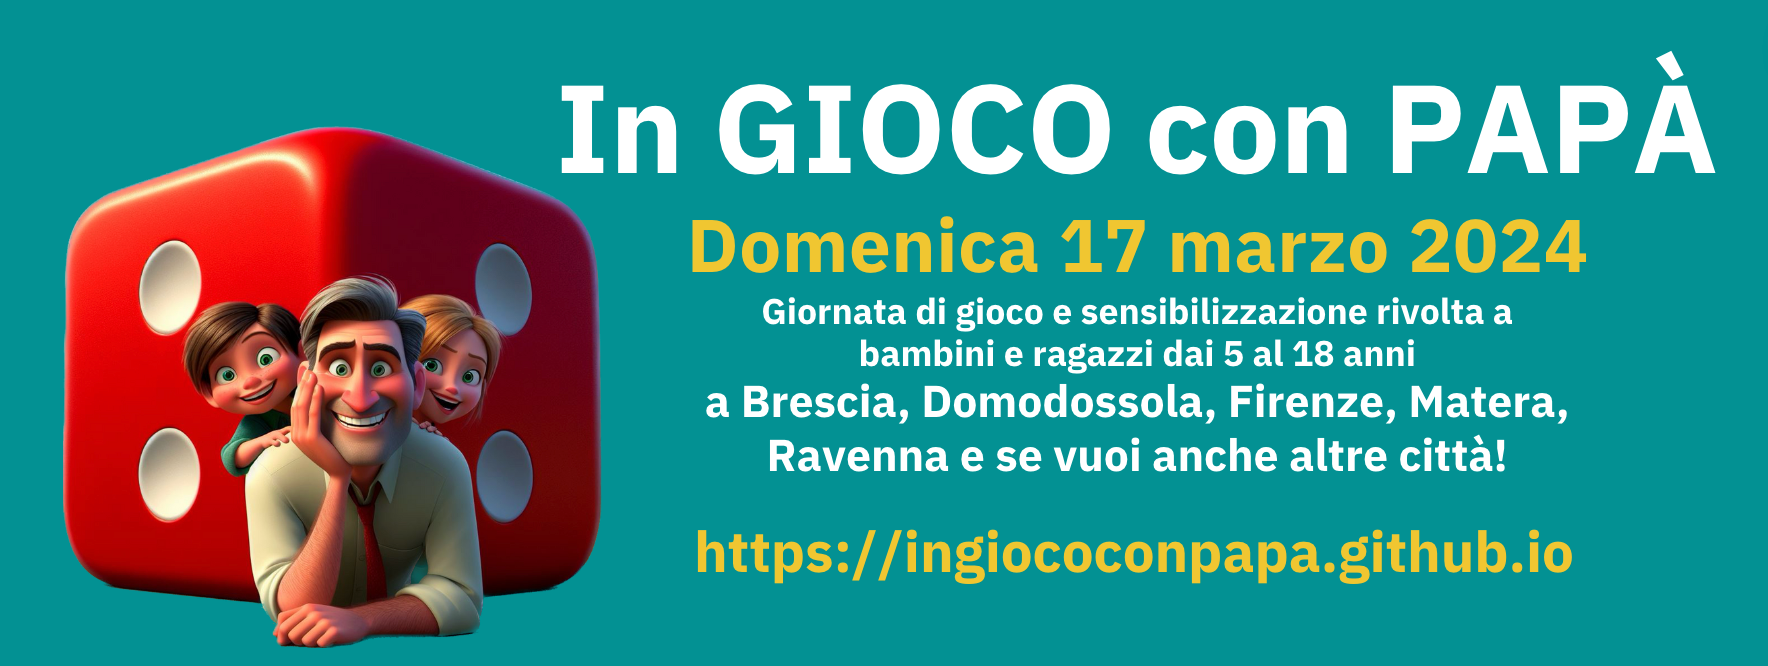 In GIOCO con PAPÀ
Domenica 17 marzo 2024
Giornata di gioco e sensibilizzazione rivolta a
bambini e ragazzi dai 5 al 18 anni
a Brescia, Domodossola, Firenze, Matera,
Ravenna e se vuoi anche altre città!
https://ingiococonpapa.github.io